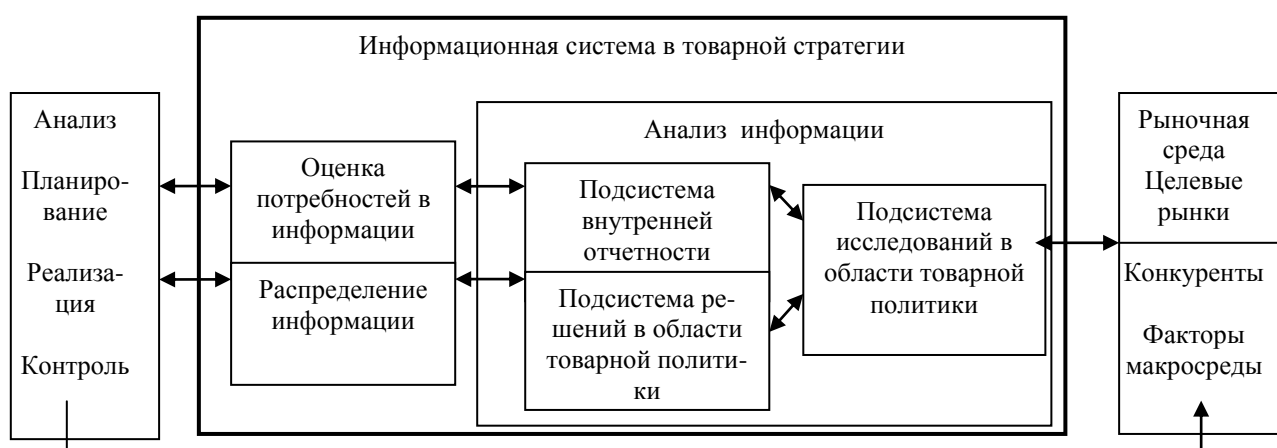 Информационная система в товарной стратегии
Анализ
Планиро-
вание
Реализа-
ция
Контроль
Оценка
потребностей в
информации
Распределение
информации
Анализ информации
Подсистема
внутренней
отчетности
Подсистема ре-
шений в области
товарной полити-
ки
Подсистема
исследований в
области товарной
политики
Рыночная
среда
Целевые
рынки
Конкуренты
Факторы
макросреды